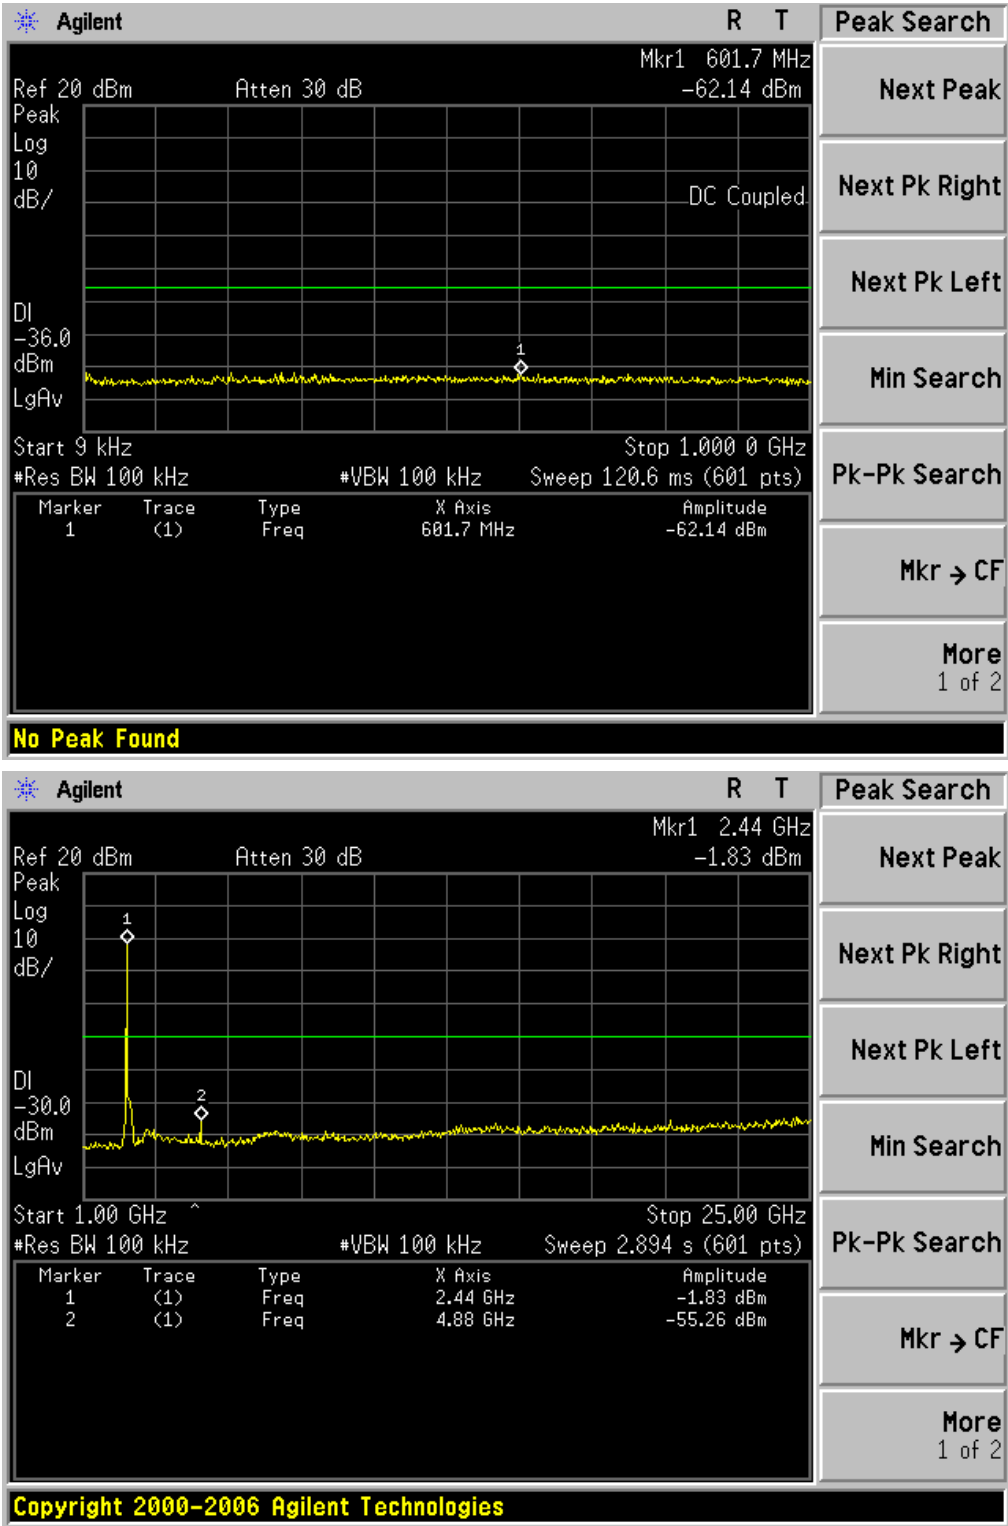 Agilent R T Peak Search
Mkr1 601.7 MHz
Ref 20 dBm Atten 30 dB -62.14 dBm
Peak
Log
10
dB/
DC Coupled
DI
-36.0
dBm
LgAv
1
Start 9 kHz Stop 1.000 0 GHz
#Res BW 100 kHz #VBW 100 kHz Sweep 120.6 ms (601 pts)
Marker Trace Type X Axis Amplitude
1 (1) Freq 601.7 MHz -62.14 dBm
No Peak Found
Next Peak
Next Pk Right
Next Pk Left
Min Search
Pk-Pk Search
Mkr → CF
More
1 of 2
Agilent R T Peak Search
Mkr1 2.44 GHz
Ref 20 dBm Atten 30 dB -1.83 dBm
Peak
Log
10
dB/
1
2
DI
-30.0
dBm
LgAv
Start 1.00 GHz ^ Stop 25.00 GHz
#Res BW 100 kHz #VBW 100 kHz Sweep 2.894 s (601 pts)
Marker Trace Type X Axis Amplitude
1 (1) Freq 2.44 GHz -1.83 dBm
2 (1) Freq 4.88 GHz -55.26 dBm
Copyright 2000-2006 Agilent Technologies
Next Peak
Next Pk Right
Next Pk Left
Min Search
Pk-Pk Search
Mkr → CF
More
1 of 2